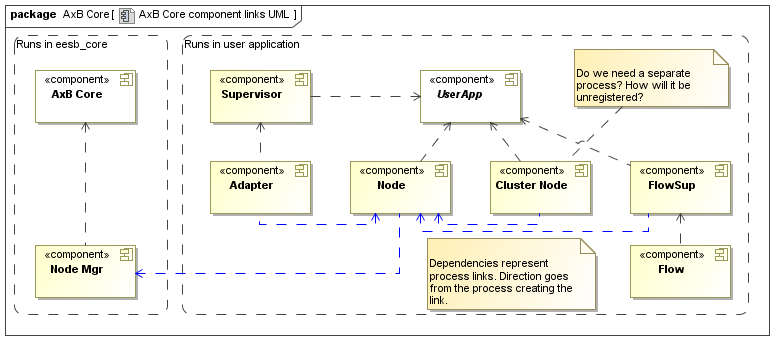 package AxB Core [ AxB Core component links UML ]
Runs in eesb_core
Runs in user application
«component»
AxB Core
«component»
Supervisor
«component»
UserApp
Do we need a separate
process? How will it be
unregistered?
«component»
Adapter
«component»
Node
«component»
Cluster Node
«component»
FlowSup
«component»
Node Mgr
Dependencies represent
process links. Direction goes
from the process creating the
link.
«component»
Flow